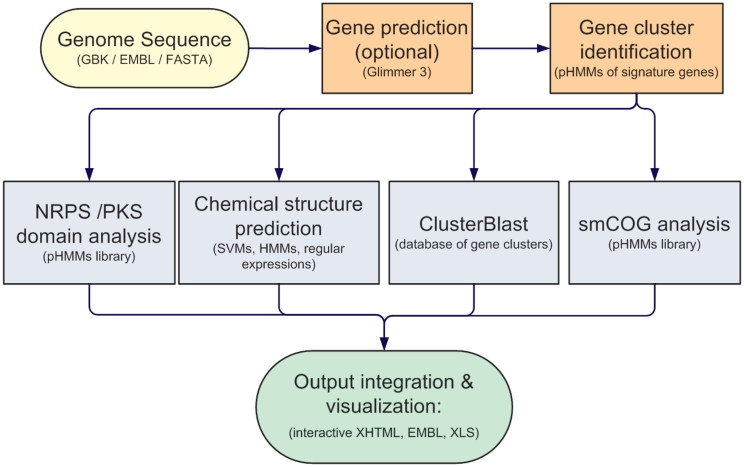 Genome Sequence
(GBK / EMBL / FASTA)
Gene prediction
(optional)
(Glimmer 3)
Gene cluster
identification
(pHMMs of signature genes)
NRPS /PKS
domain analysis
(pHMMs library)
Chemical structure
prediction
(SVMs, HMMs, regular
expressions)
ClusterBlast
(database of gene clusters)
smCOG analysis
(pHMMs library)
Output integration &
visualization:
(interactive XHTML, EMBL, XLS)